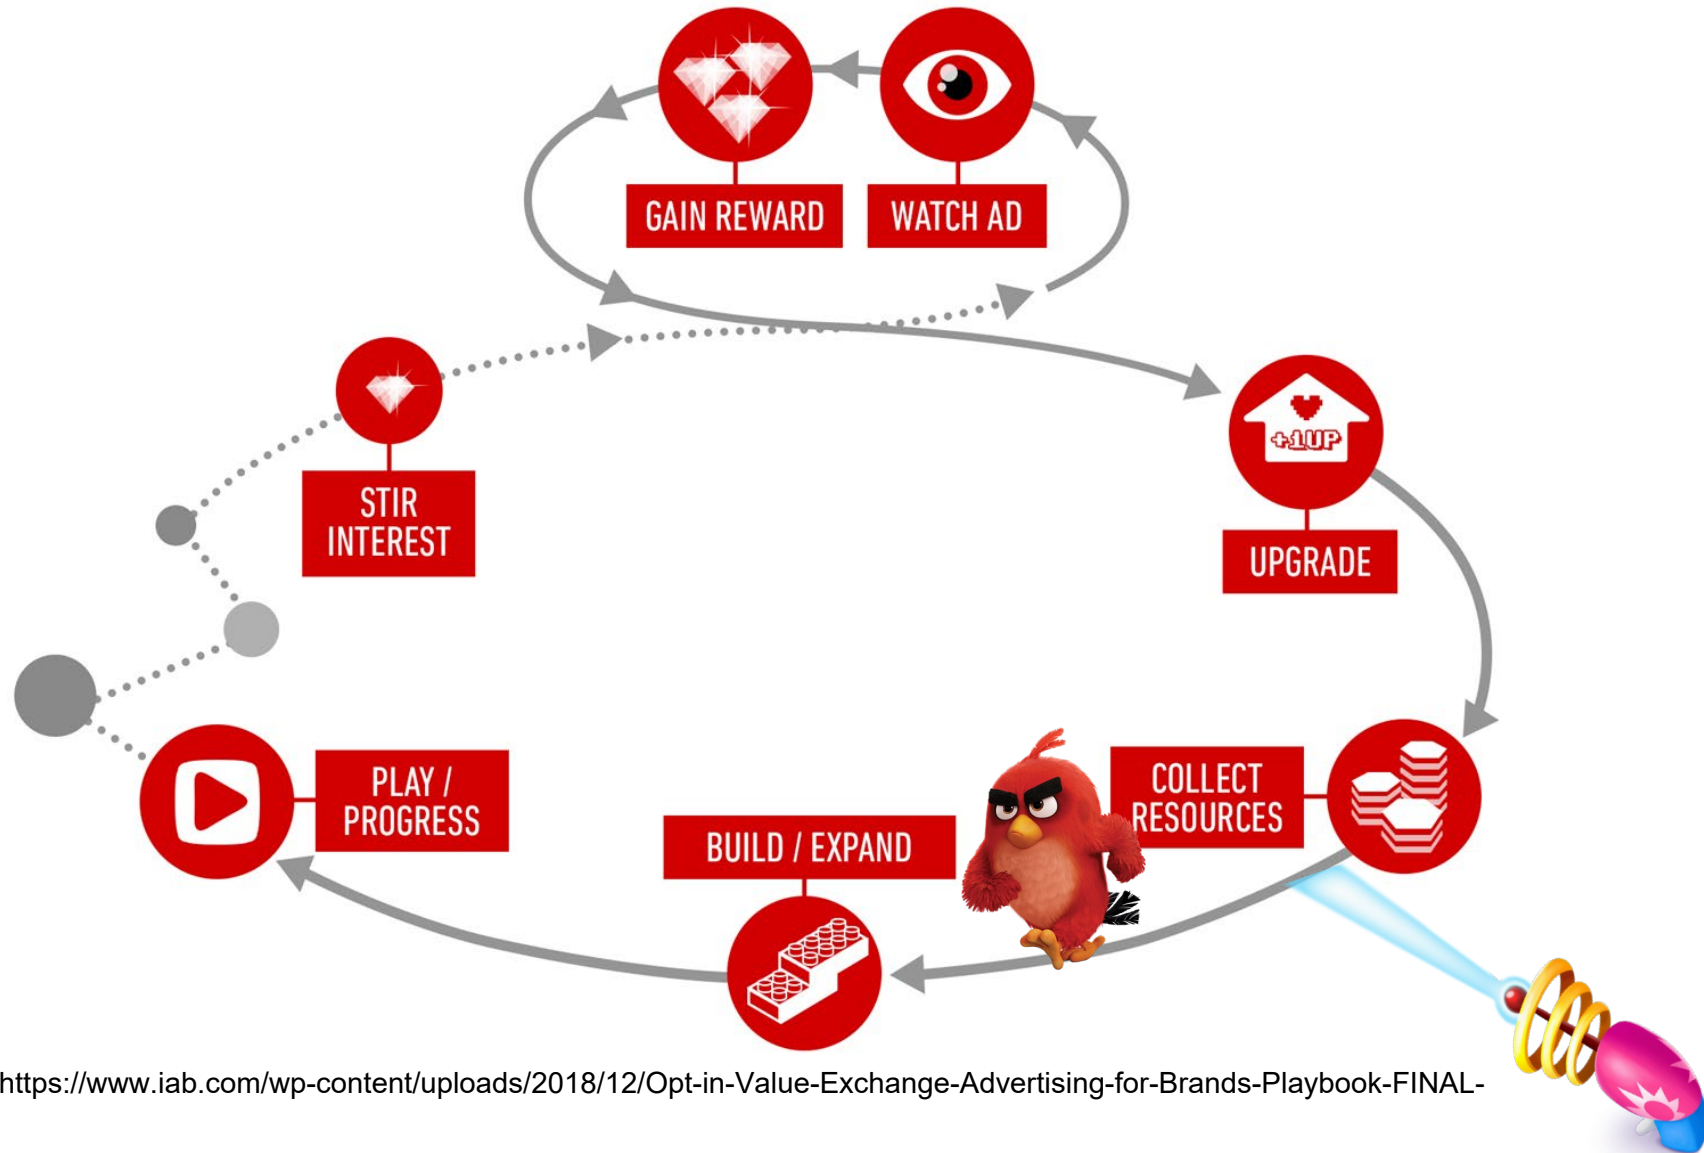 GAIN REWARD
WATCH AD
STIR
INTEREST
+1UP
UPGRADE
PLAY /
PROGRESS
BUILD / EXPAND
COLLECT
RESOURCES
https://www.iab.com/wp-content/uploads/2018/12/Opt-in-Value-Exchange-Advertising-for-Brands-Playbook-FINAL-